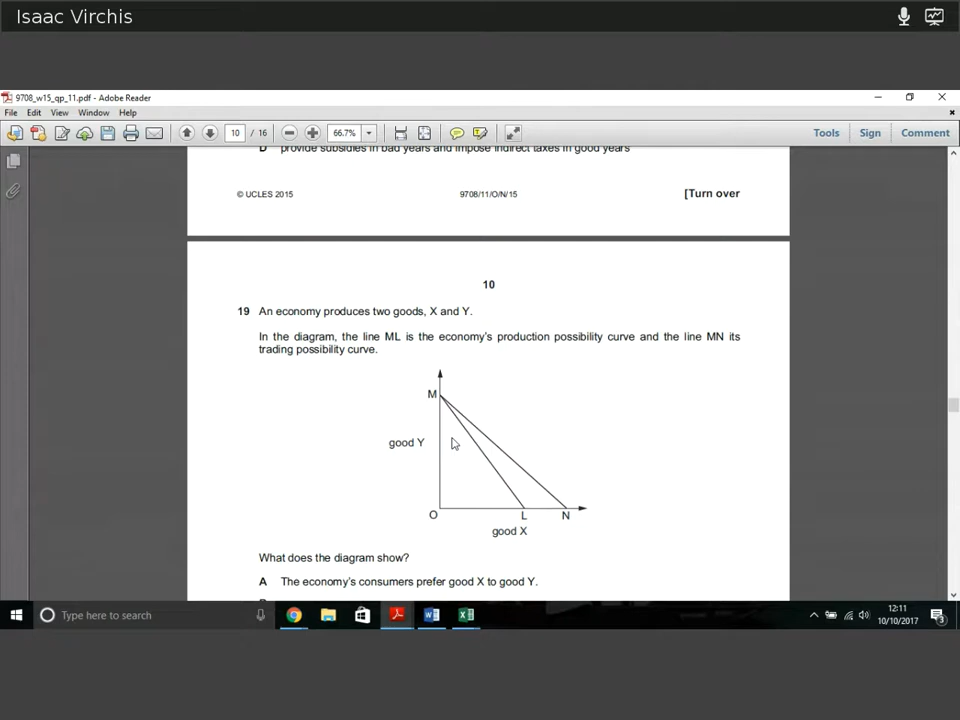 Isaac Virchis
9708_w15_qp_11.pdf - Adobe Reader
File Edit View Window Help
10 / 16 66.7% Tools Sign Comment
D provide subsidies in bad years and impose indirect taxes in good years
© UCLES 2015 9708/11/O/N/15 [Turn over
10
19 An economy produces two goods, X and Y.
In the diagram, the line ML is the economy's production possibility curve and the line MN its
trading possibility curve.
M
good Y
O L N
good X
What does the diagram show?
A The economy's consumers prefer good X to good Y.
Type here to search
12:11
10/10/2017
3